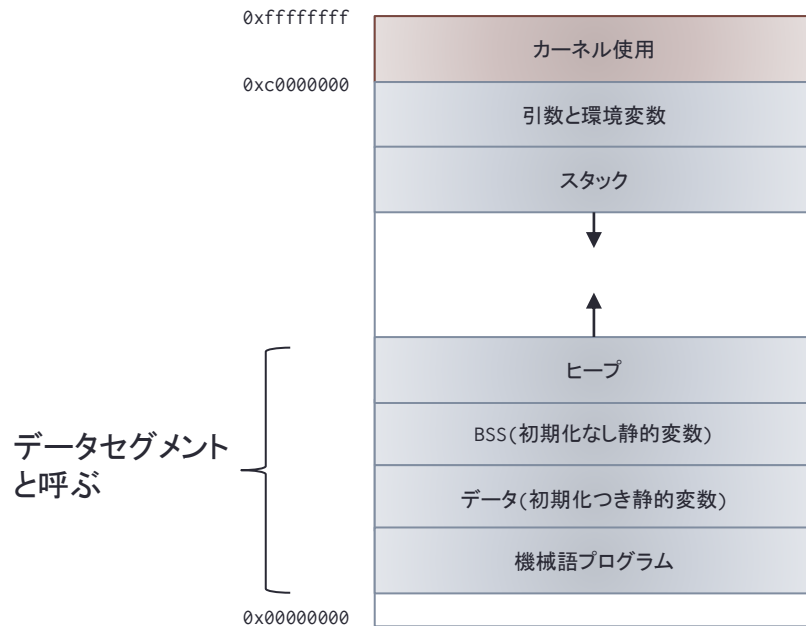 0xffffffff
カーネル使用
0xc0000000
引数と環境変数
スタック
ヒープ
BSS(初期化なし静的変数)
データセグメント
と呼ぶ
データ(初期化つき静的変数)
機械語プログラム
0x00000000